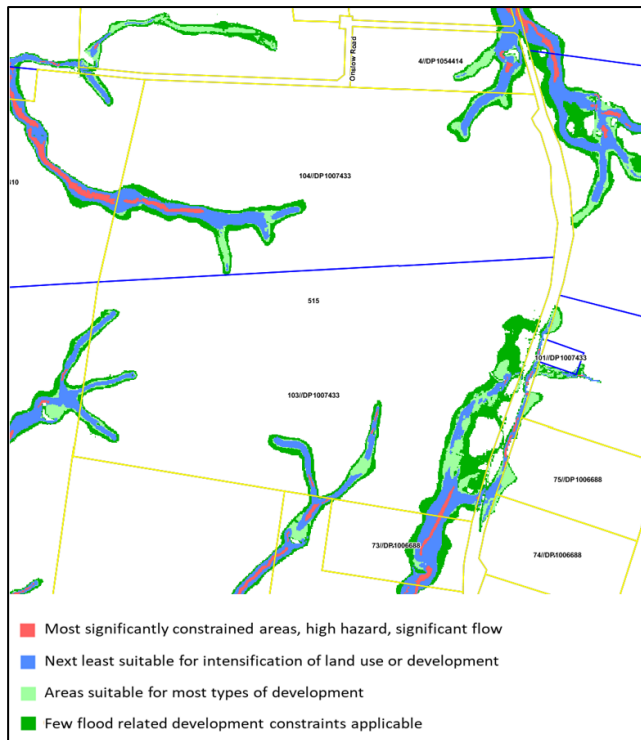 Onslow Road
4//DP1054414
//10
104//DP1007433
515
101//DP1007433
103//DP1007433
75//DP1006688
73//DP1006688
74//DP1006688
Most significantly constrained areas, high hazard, significant flow
Next least suitable for intensification of land use or development
Areas suitable for most types of development
Few flood related development constraints applicable